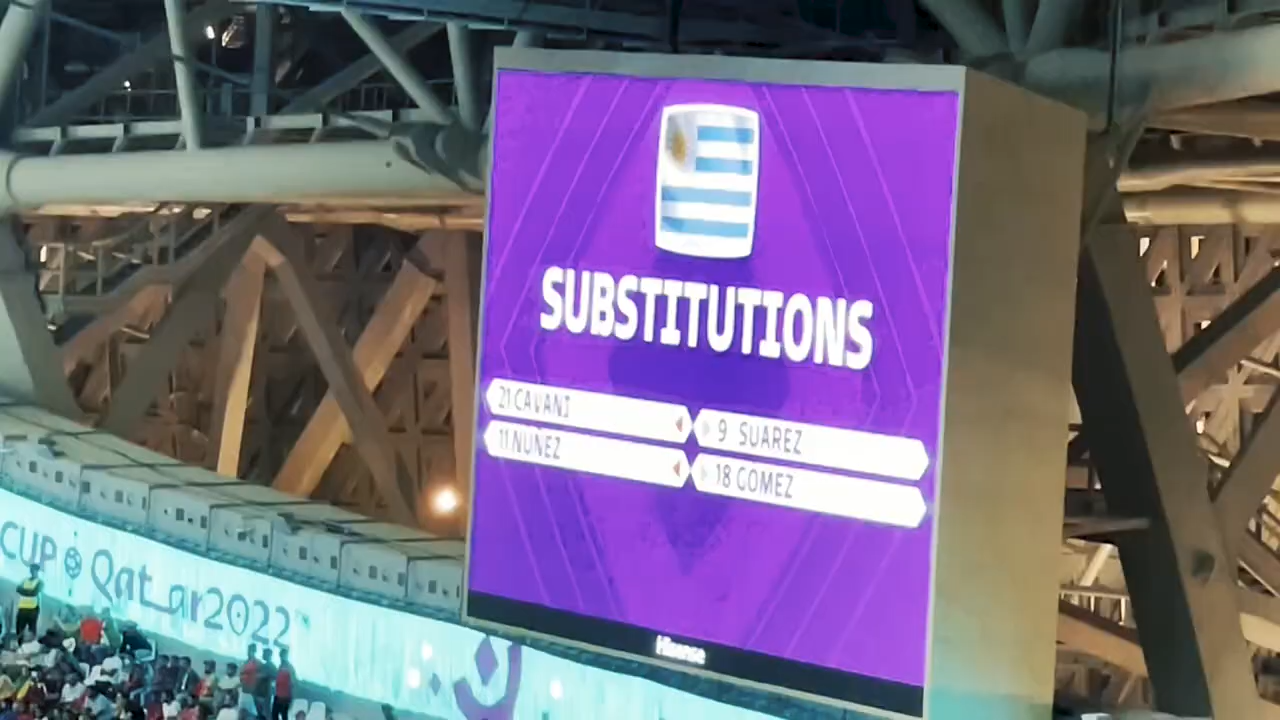 SUBSTITUTIONS
21 CAVANI 9 SUAREZ
11 NUNEZ 18 GOMEZ
Hisense
CUP Qatar2022